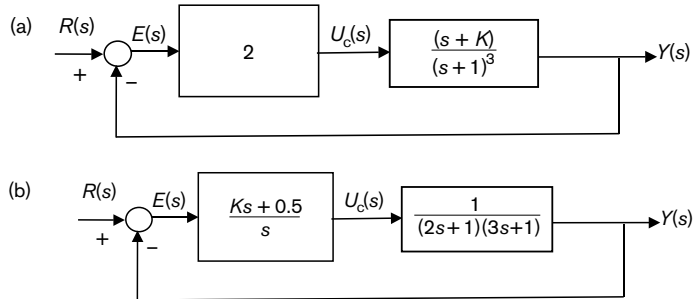 (a)
R(s) + − E(s) 2 U_c(s) (s + K) / (s + 1)^3 Y(s)
(b)
R(s) + − E(s) Ks + 0.5 / s U_c(s) 1 / (2s + 1)(3s + 1) Y(s)